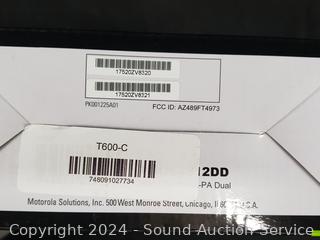 17520ZV8320
17520ZV8321
PK001225A01
FCC ID: AZ489FT4973
T600-C
748091027734
12DD
-PA Dual
Motorola Solutions, Inc. 500 West Monroe Street, Chicago, U.S.A.
Copyright 2024 - Sound Auction Service